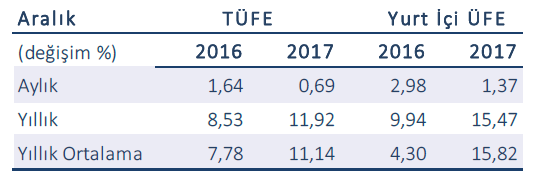 Aralık TÜFE Yurt İçi ÜFE
(değişim %) 2016 2017 2016 2017
Aylık 1,64 0,69 2,98 1,37
Yıllık 8,53 11,92 9,94 15,47
Yıllık Ortalama 7,78 11,14 4,30 15,82